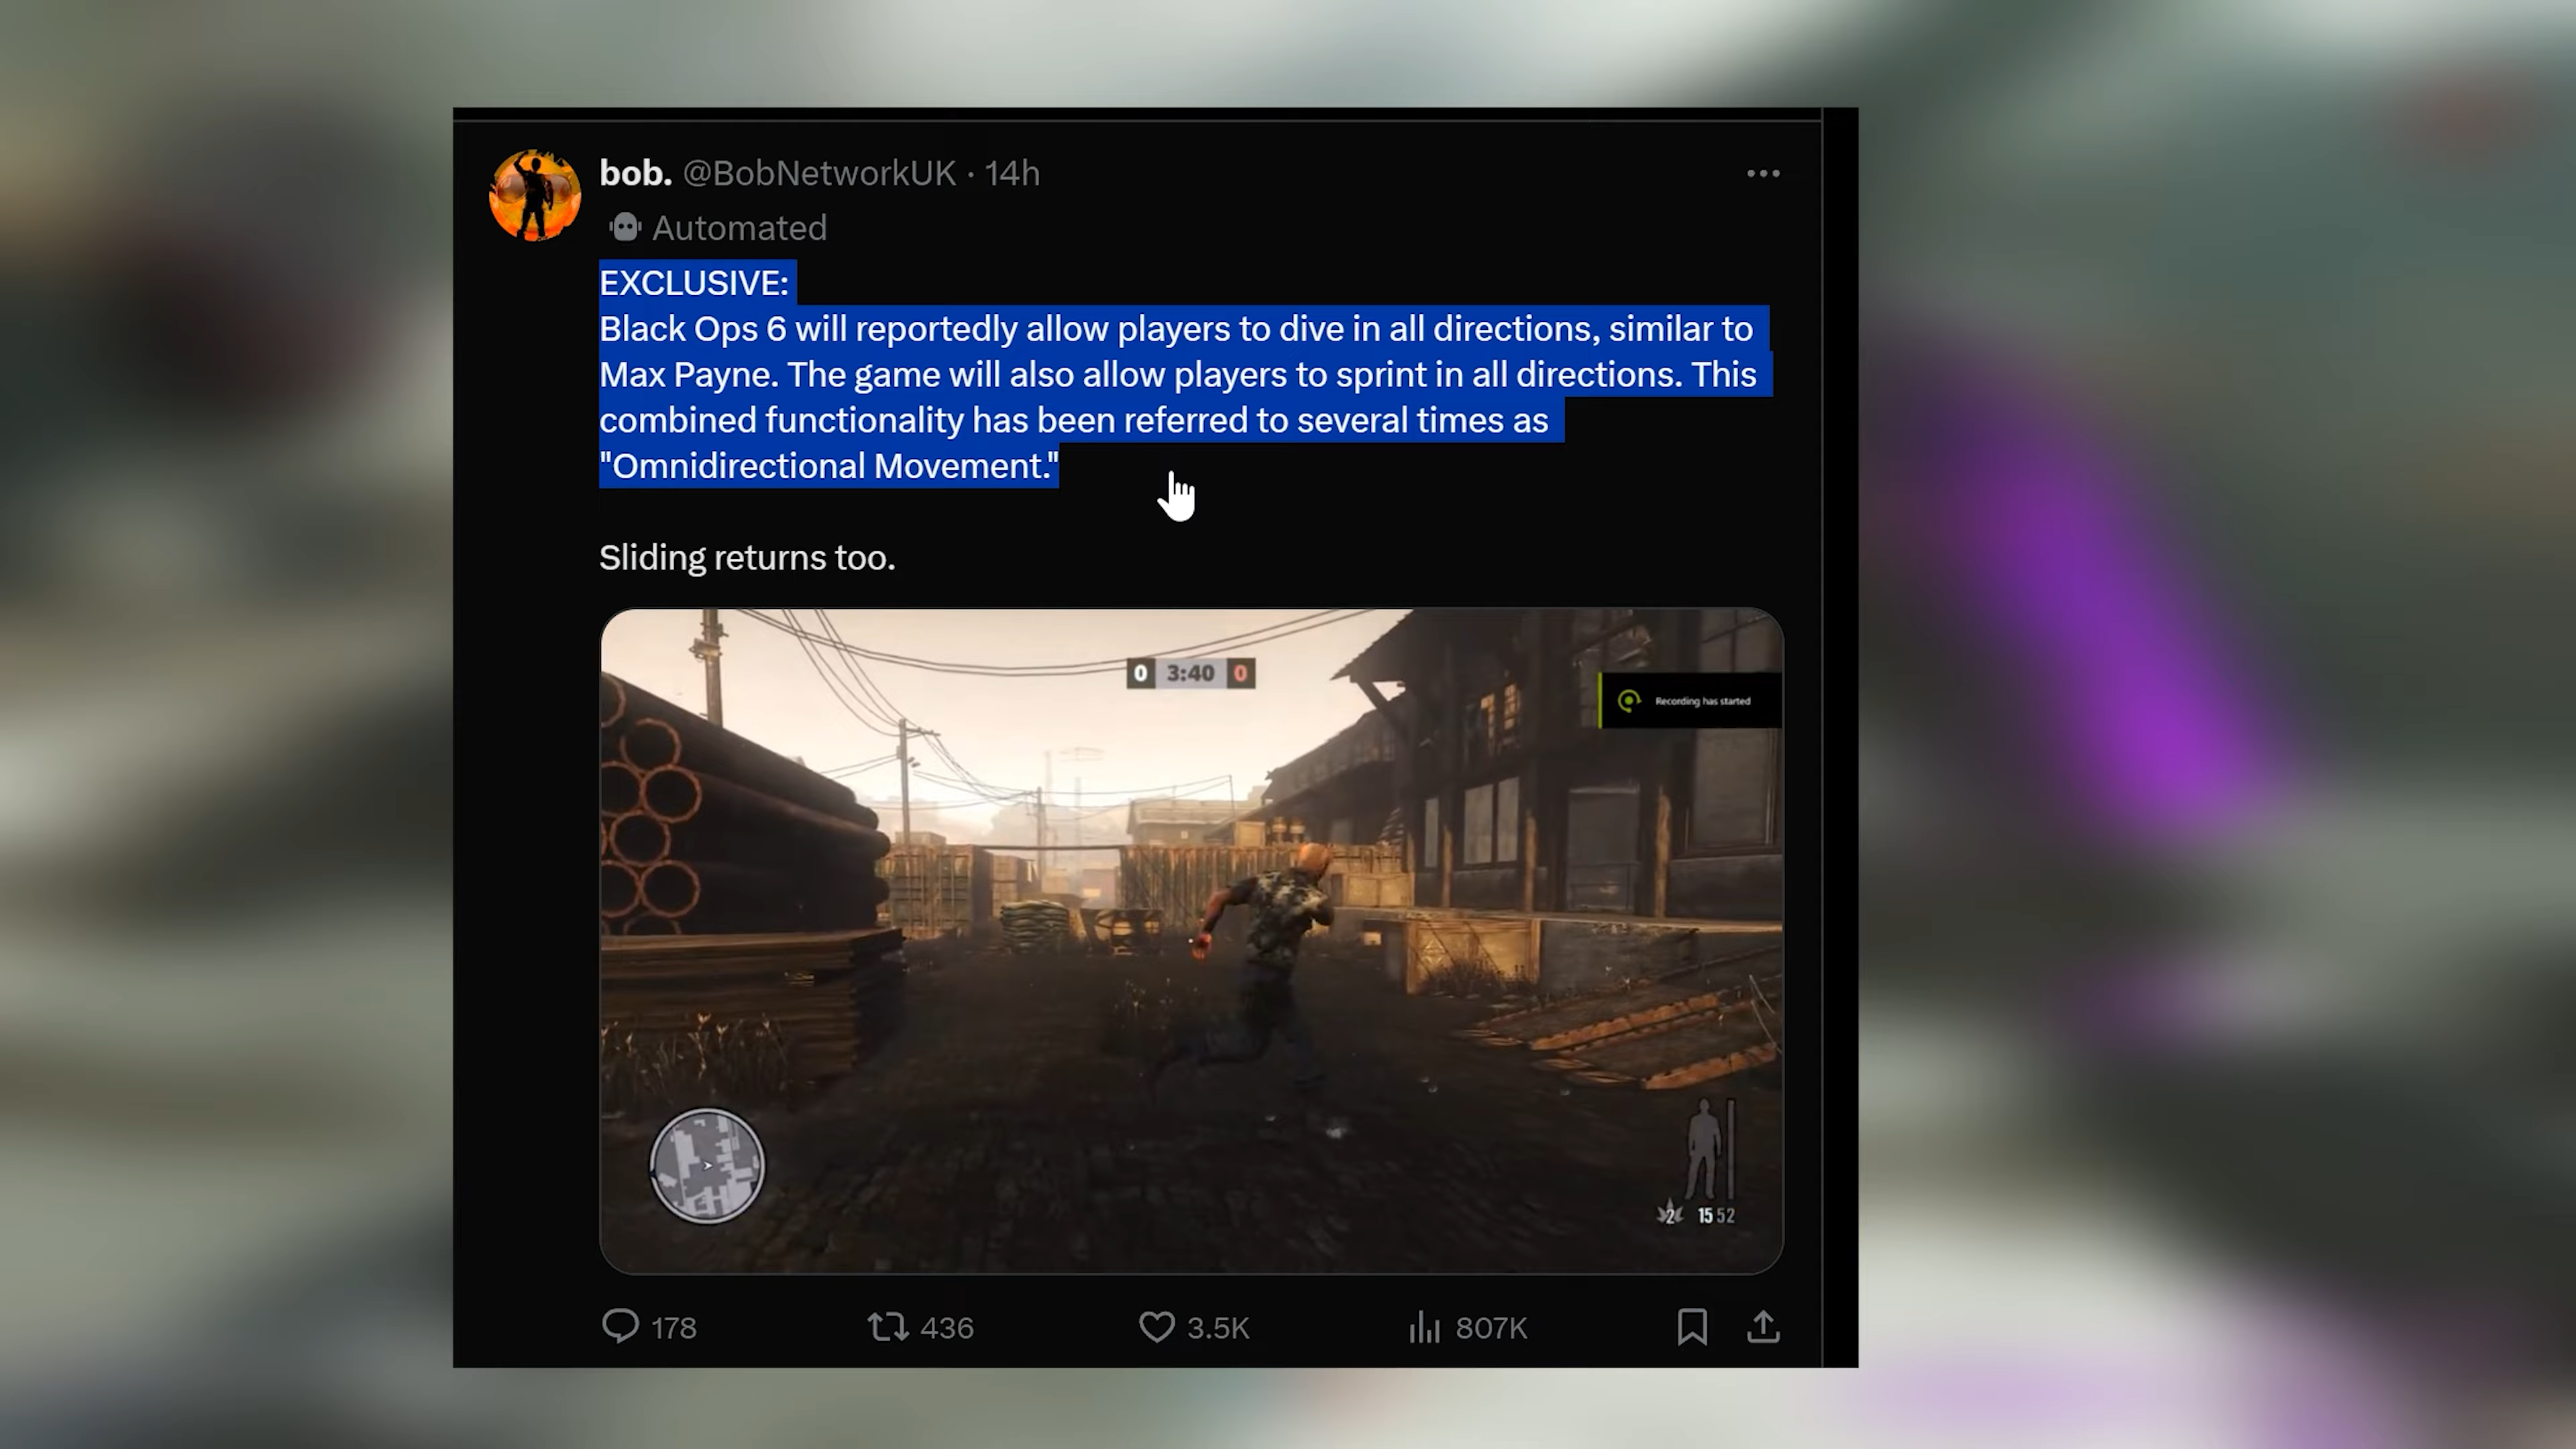 bob. @BobNetworkUK · 14h
Automated
EXCLUSIVE:
Black Ops 6 will reportedly allow players to dive in all directions, similar to
Max Payne. The game will also allow players to sprint in all directions. This
combined functionality has been referred to several times as
"Omnidirectional Movement."
Sliding returns too.
0 3:40 0
Recording has started
2 15 52
178 436 3.5K 807K